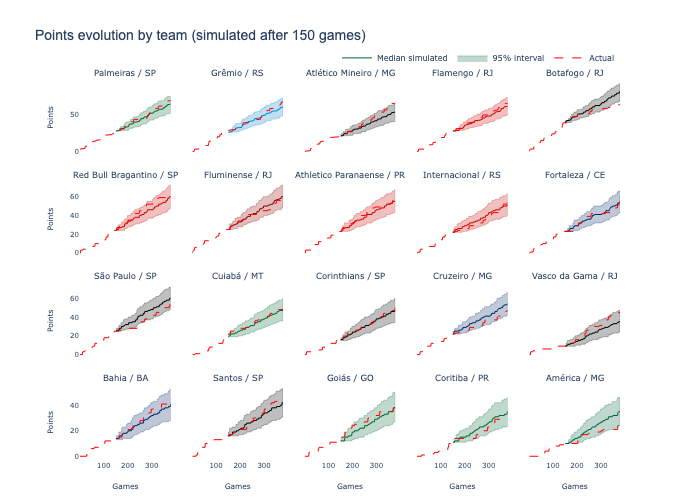 Points evolution by team (simulated after 150 games)
Median simulated 95% interval Actual
Palmeiras / SP Grêmio / RS Atlético Mineiro / MG Flamengo / RJ Botafogo / RJ
Points
50
0
Red Bull Bragantino / SP Fluminense / RJ Athletico Paranaense / PR Internacional / RS Fortaleza / CE
Points
60
40
20
0
São Paulo / SP Cuiabá / MT Corinthians / SP Cruzeiro / MG Vasco da Gama / RJ
Points
60
40
20
0
Bahia / BA Santos / SP Goiás / GO Coritiba / PR América / MG
Points
40
20
0
100 200 300 100 200 300 100 200 300 100 200 300 100 200 300
Games Games Games Games Games